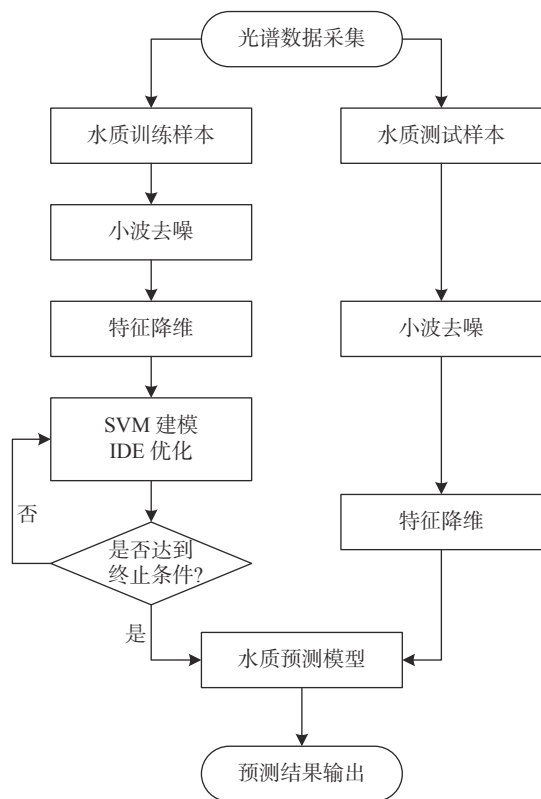 光谱数据采集
水质训练样本
水质测试样本
小波去噪
特征降维
小波去噪
SVM 建模
IDE 优化
否
特征降维
是否达到
终止条件?
是
水质预测模型
预测结果输出